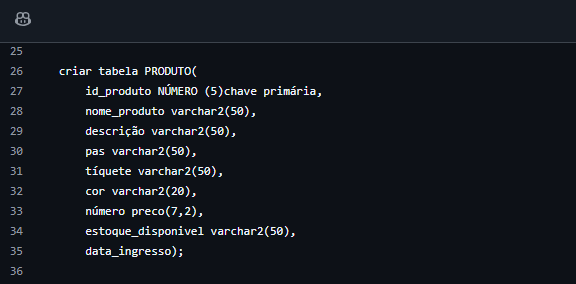 25
26 criar tabela PRODUTO(
27 id_produto NÚMERO (5)chave primária,
28 nome_produto varchar2(50),
29 descrição varchar2(50),
30 pas varchar2(50),
31 tíquete varchar2(50),
32 cor varchar2(20),
33 número preco(7,2),
34 estoque_disponivel varchar2(50),
35 data_ingresso);
36